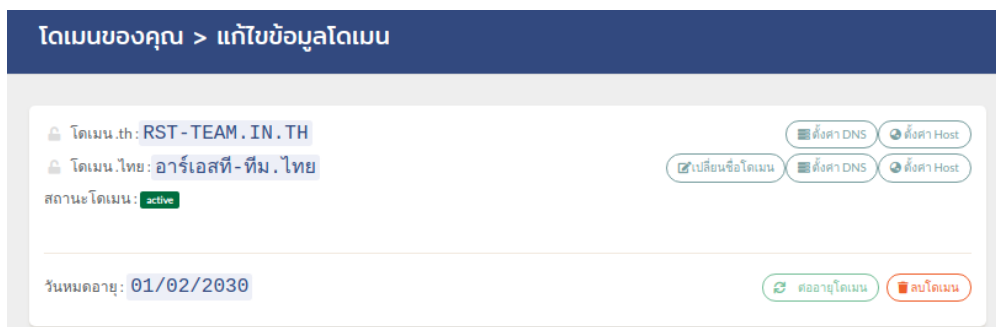 โดเมนของคุณ > แก้ไขข้อมูลโดเมน
โดเมน .th : RST-TEAM.IN.TH ตั้งค่า DNS ตั้งค่า Host
โดเมน .ไทย : อาร์เอสที-ทีม.ไทย เปลี่ยนชื่อโดเมน ตั้งค่า DNS ตั้งค่า Host
สถานะโดเมน : active
วันหมดอายุ : 01/02/2030 ต่ออายุโดเมน ลบโดเมน